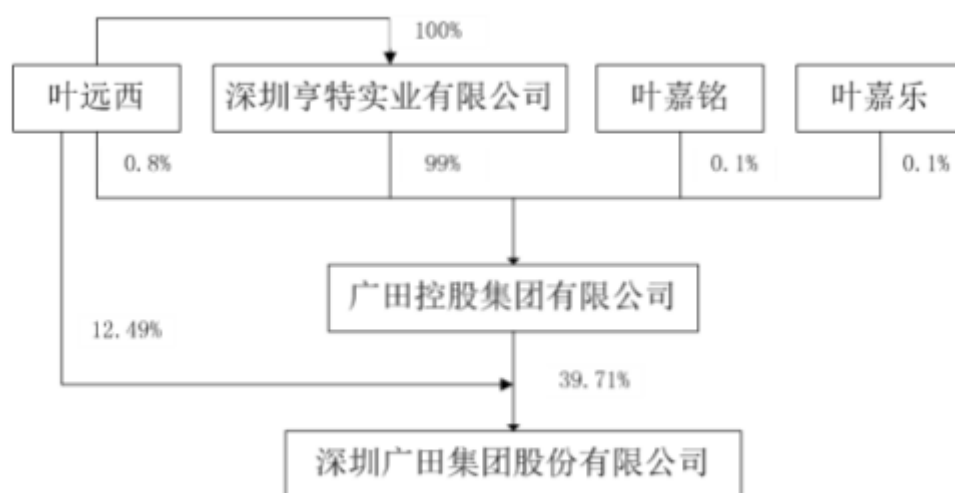 100%
叶远西
深圳亨特实业有限公司
叶嘉铭
叶嘉乐
0.8%
99%
0.1%
0.1%
广田控股集团有限公司
12.49%
39.71%
深圳广田集团股份有限公司